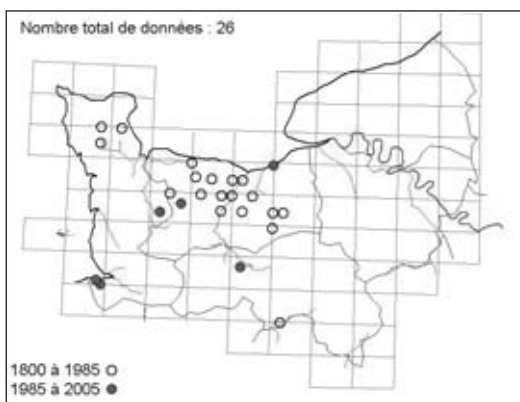 Nombre total de données : 26
1800 à 1985 O
1985 à 2005 ●